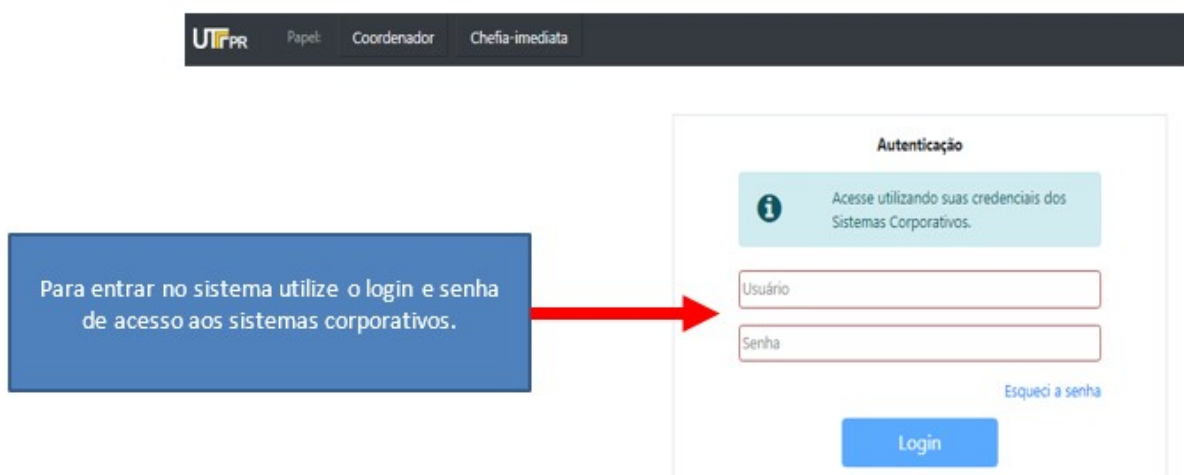 UTFPR Papel: Coordenador Chefia-imediata
Autenticação
Acesse utilizando suas credenciais dos
Sistemas Corporativos.
Para entrar no sistema utilize o login e senha
de acesso aos sistemas corporativos.
Usuário
Senha
Esqueci a senha
Login